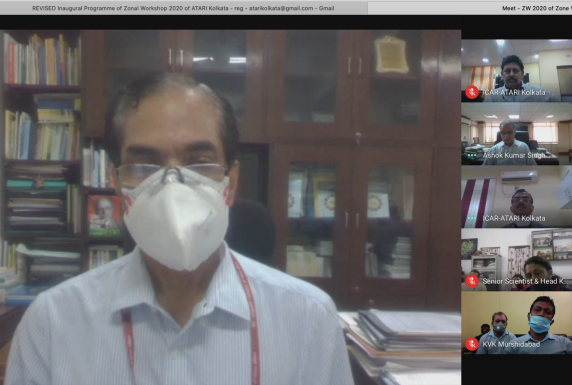 REVISED Inaugural Programme of Zonal Workshop 2020 of ATARI Kolkata - reg - atarikolkata@gmail.com - Gmail
Meet - ZW 2020 of Zone
ICAR-ATARI Kolkata
Ashok Kumar Singh
ICAR-ATARI Kolkata
Senior Scientist & Head K...
KVK Murshidabad